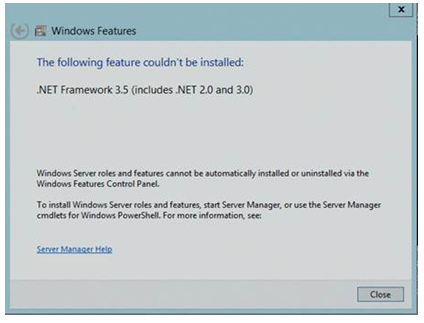 Windows Features
The following feature couldn't be installed:
.NET Framework 3.5 (includes .NET 2.0 and 3.0)
Windows Server roles and features cannot be automatically installed or uninstalled via the
Windows Features Control Panel.
To install Windows Server roles and features, start Server Manager, or use the Server Manager
cmdlets for Windows PowerShell. For more information, see:
Server Manager Help
Close